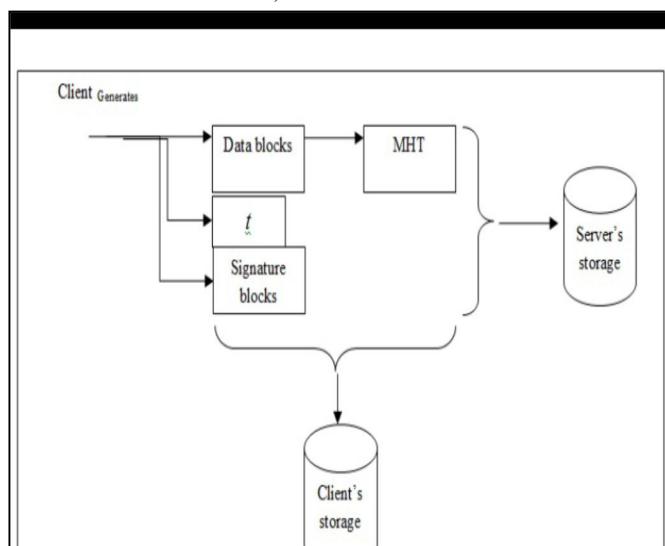 Client Generates
Data blocks
MHT
t
Signature
blocks
Server's
storage
Client's
storage